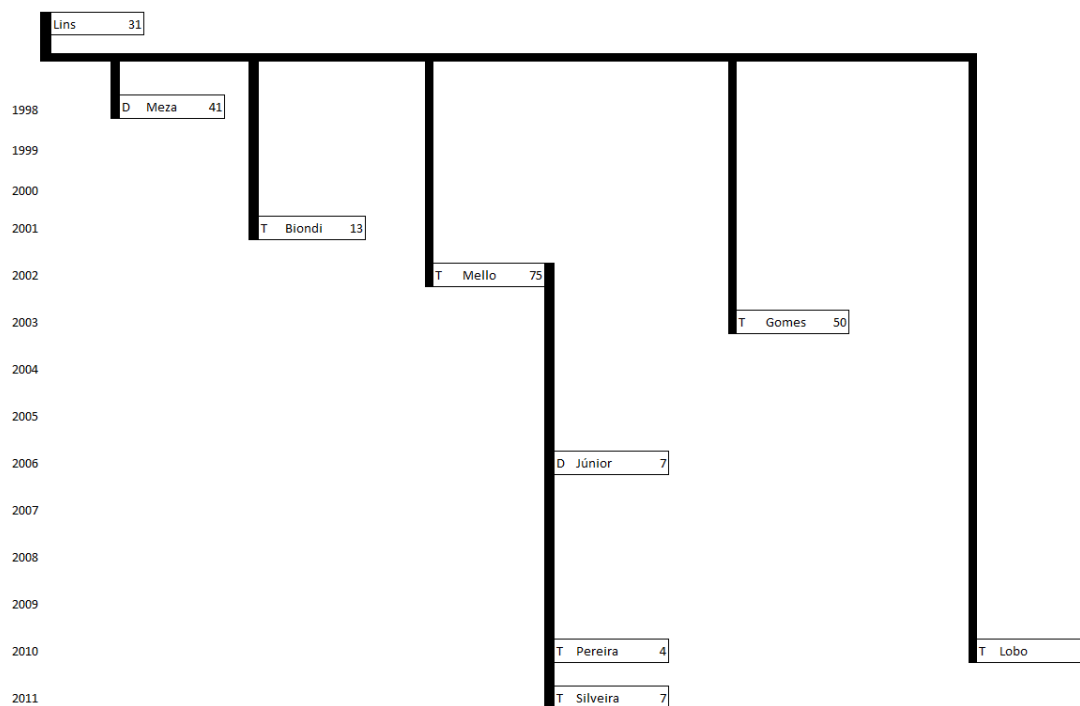 Lins 31
1998 D Meza 41
1999
2000
2001 T Biondi 13
2002 T Mello 75
2003 T Gomes 50
2004
2005
2006 D Júnior 7
2007
2008
2009
2010 T Pereira 4 T Lobo
2011 T Silveira 7